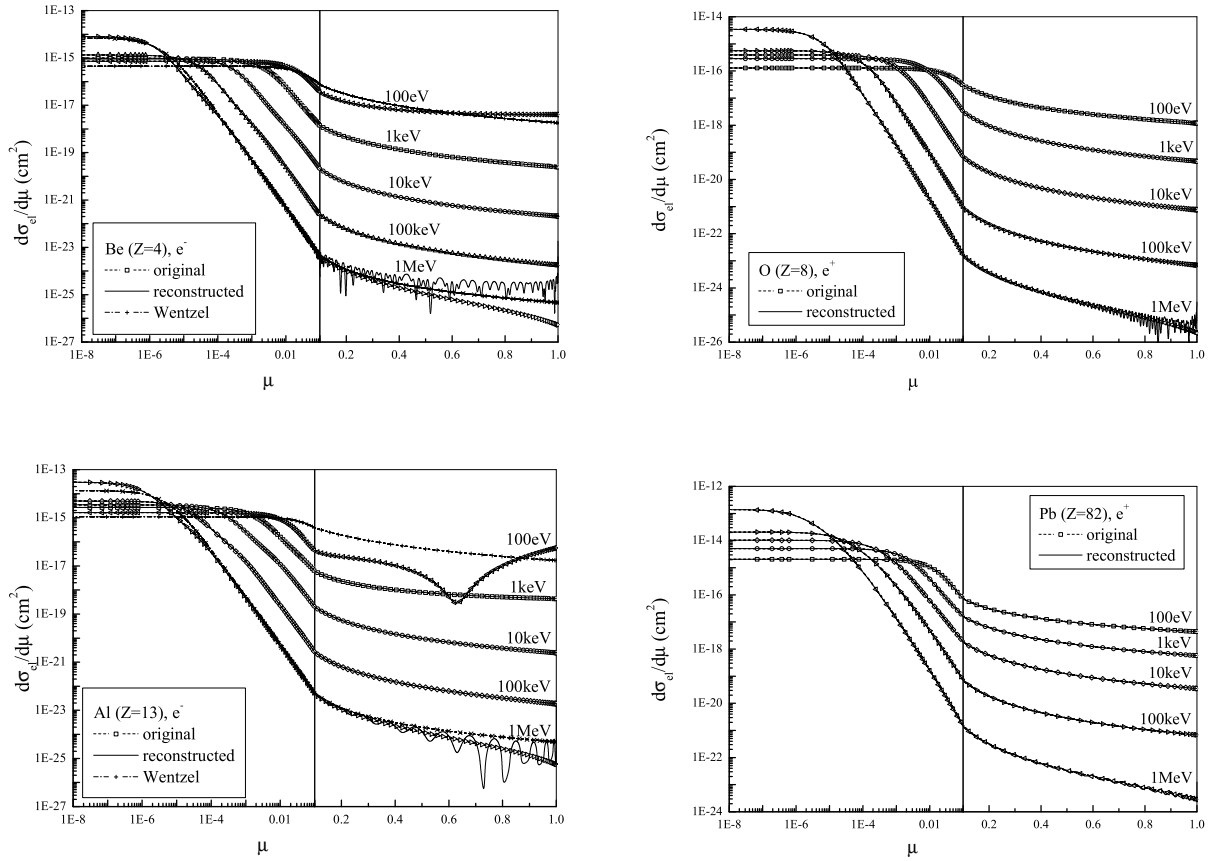 1E-13
1E-15
1E-17
1E-19
1E-21
1E-23
1E-25
1E-27
dσel/dμ (cm²)
100eV
1keV
10keV
100keV
1MeV
Be (Z=4), e⁻
original
reconstructed
Wentzel
1E-8 1E-6 1E-4 0.01 0.2 0.4 0.6 0.8 1.0
μ
1E-14
1E-16
1E-18
1E-20
1E-22
1E-24
1E-26
dσel/dμ (cm²)
100eV
1keV
10keV
100keV
1MeV
O (Z=8), e⁺
original
reconstructed
1E-8 1E-6 1E-4 0.01 0.2 0.4 0.6 0.8 1.0
μ
1E-13
1E-15
1E-17
1E-19
1E-21
1E-23
1E-25
1E-27
dσel/dμ (cm²)
100eV
1keV
10keV
100keV
1MeV
Al (Z=13), e⁻
original
reconstructed
Wentzel
1E-8 1E-6 1E-4 0.01 0.2 0.4 0.6 0.8 1.0
μ
1E-12
1E-14
1E-16
1E-18
1E-20
1E-22
1E-24
dσel/dμ (cm²)
Pb (Z=82), e⁺
original
reconstructed
100eV
1keV
10keV
100keV
1MeV
1E-8 1E-6 1E-4 0.01 0.2 0.4 0.6 0.8 1.0
μ